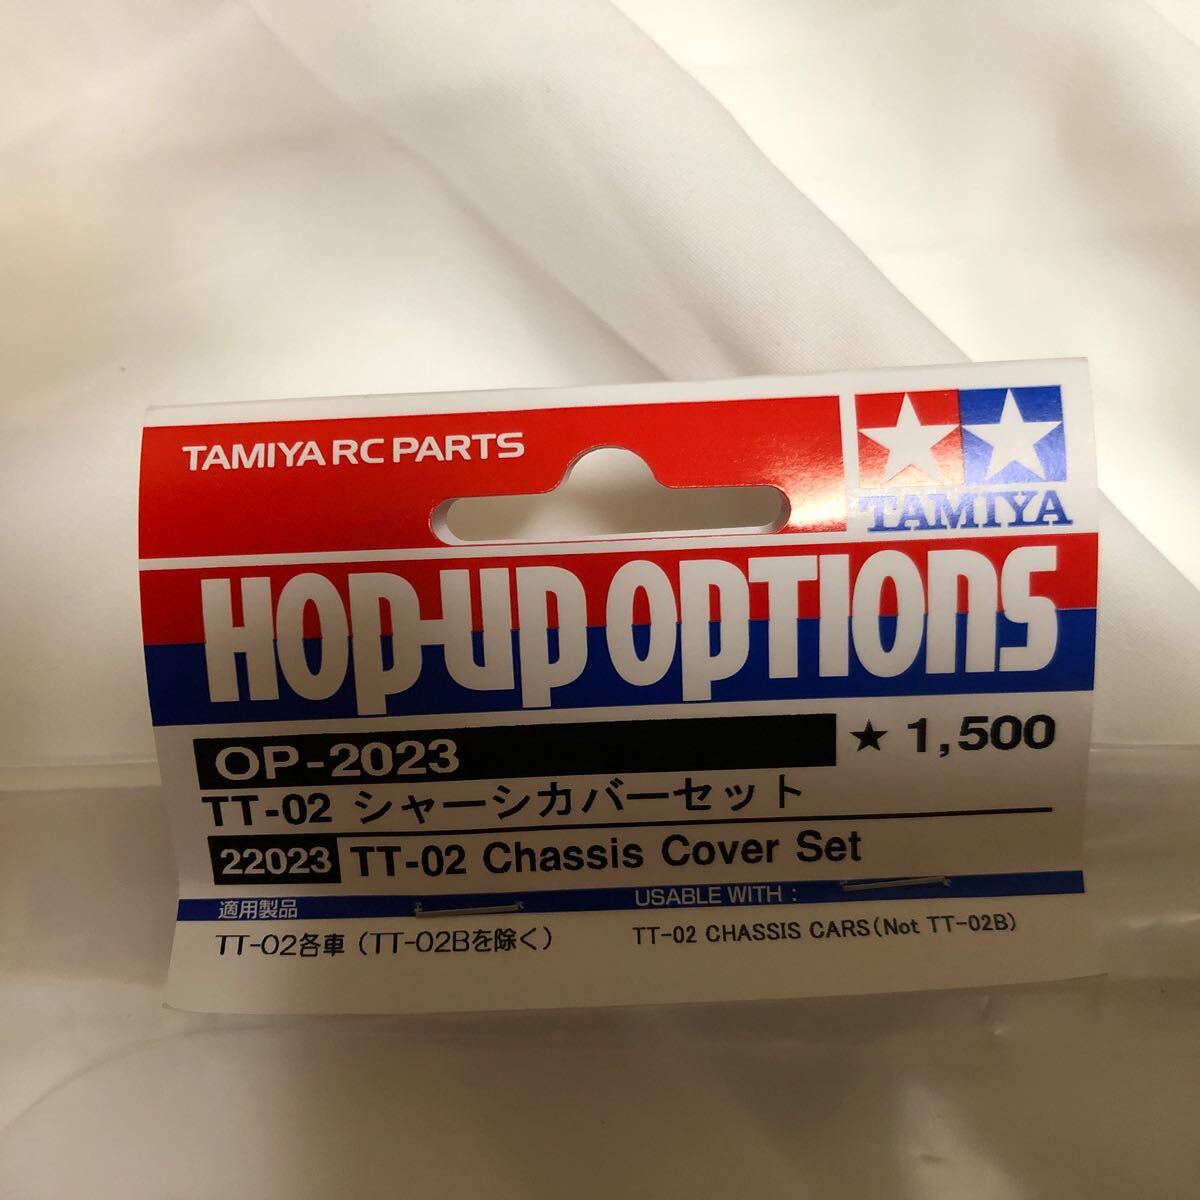 TAMIYA RC PARTS
TAMIYA
HOP-UP OPTIONS
OP-2023
★ 1,500
TT-02 シャーシカバーセット
22023 TT-02 Chassis Cover Set
適用製品
USABLE WITH :
TT-02各車（TT-02Bを除く）
TT-02 CHASSIS CARS(Not TT-02B)